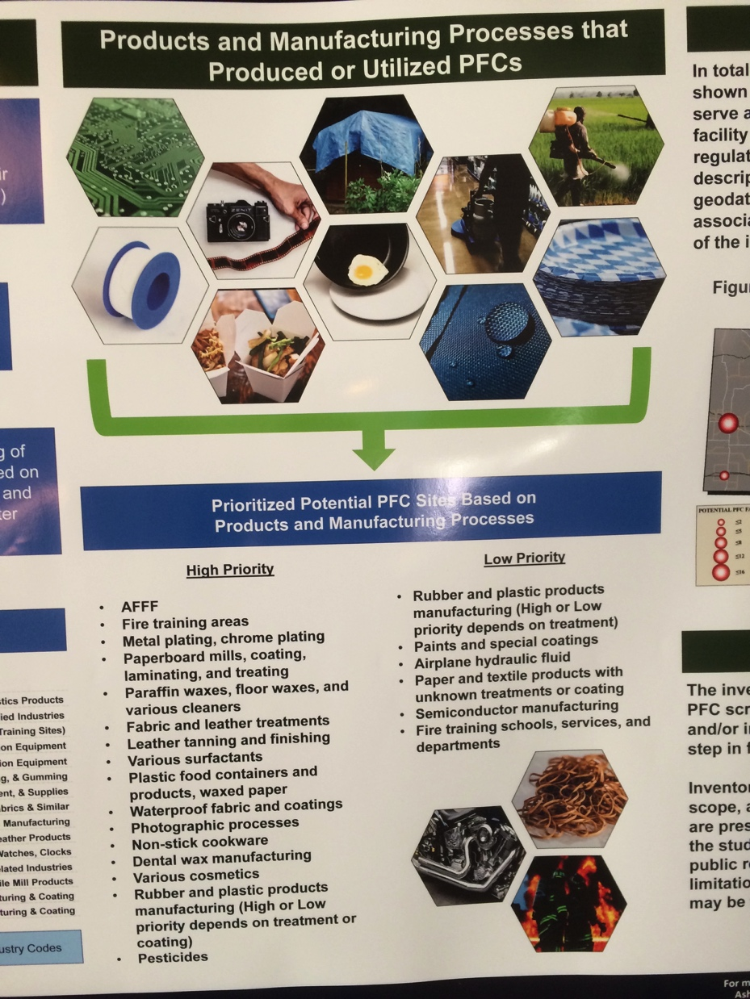 Products and Manufacturing Processes that
Produced or Utilized PFCs
ZENIT
Prioritized Potential PFC Sites Based on
Products and Manufacturing Processes
High Priority
• AFFF
• Fire training areas
• Metal plating, chrome plating
• Paperboard mills, coating,
laminating, and treating
• Paraffin waxes, floor waxes, and
various cleaners
• Fabric and leather treatments
• Leather tanning and finishing
• Various surfactants
• Plastic food containers and
products, waxed paper
• Waterproof fabric and coatings
• Photographic processes
• Non-stick cookware
• Dental wax manufacturing
• Various cosmetics
• Rubber and plastic products
manufacturing (High or Low
priority depends on treatment or
coating)
• Pesticides
Low Priority
• Rubber and plastic products
manufacturing (High or Low
priority depends on treatment)
• Paints and special coatings
• Airplane hydraulic fluid
• Paper and textile products with
unknown treatments or coating
• Semiconductor manufacturing
• Fire training schools, services, and
departments
ir
)
g of
ed on
and
ter
stics Products
ied Industries
Training Sites)
on Equipment
ion Equipment
g, & Gumming
ent, & Supplies
brics & Similar
Manufacturing
eather Products
Watches, Clocks
lated Industries
ile Mill Products
turing & Coating
turing & Coating
ustry Codes
In total
shown
serve a
facility
regulat
descrip
geodat
associa
of the i
Figur
POTENTIAL PFC FA
≤2
≤5
≤8
≤12
≤16
The inve
PFC scr
and/or i
step in f
Inventor
scope, a
are pres
the stud
public r
limitatio
may be
For m
Ash